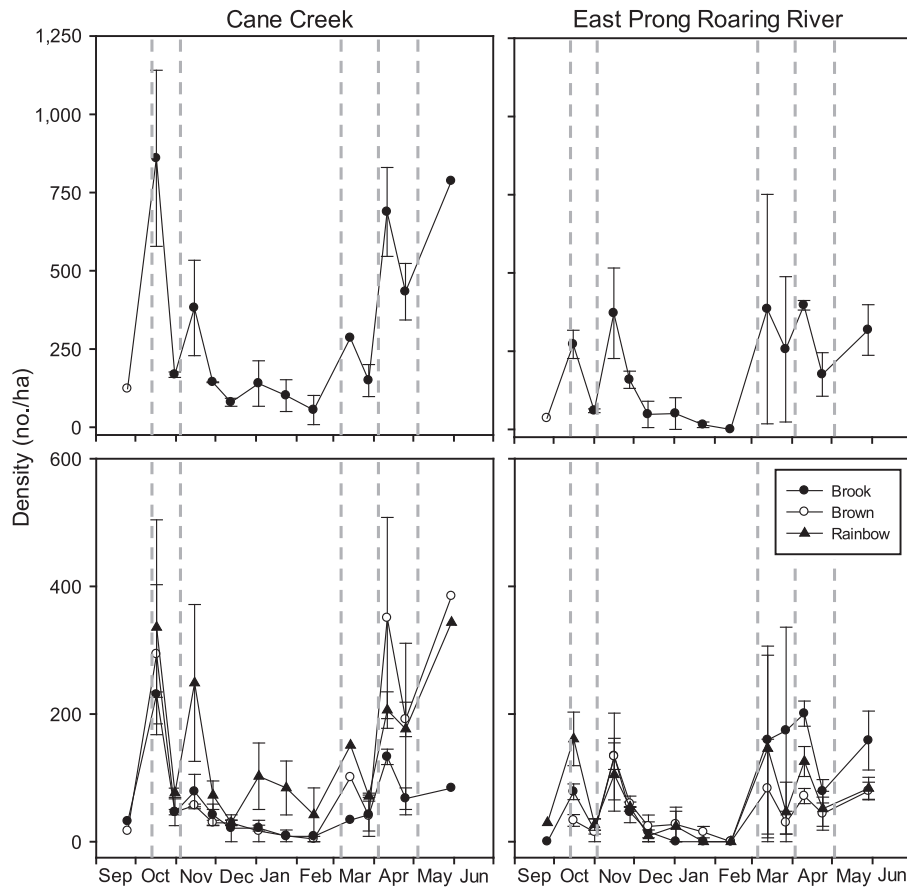 Cane Creek
East Prong Roaring River
Density (no./ha)
1,250
1,000
750
500
250
0
600
400
200
0
Brook
Brown
Rainbow
Sep Oct Nov Dec Jan Feb Mar Apr May Jun
Sep Oct Nov Dec Jan Feb Mar Apr May Jun